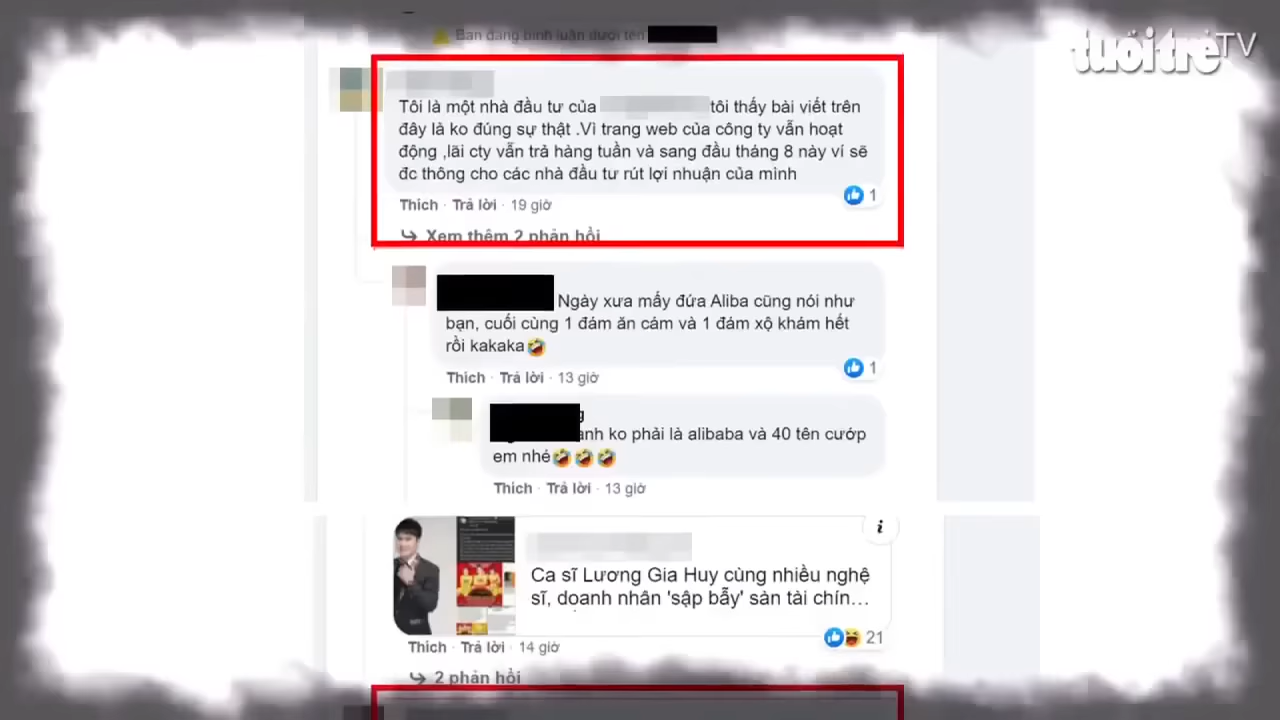 Bạn đang bình luận dưới tên
tuổi trẻ TV
Tôi là một nhà đầu tư của tôi thấy bài viết trên
đây là ko đúng sự thật .Vì trang web của công ty vẫn hoạt
động ,lãi cty vẫn trả hàng tuần và sang đầu tháng 8 này ví sẽ
đc thông cho các nhà đầu tư rút lợi nhuận của mình
1
Thích · Trả lời · 19 giờ
Xem thêm 2 phản hồi
Ngày xưa mấy đứa Aliba cũng nói như
bạn, cuối cùng 1 đám ăn cám và 1 đám xộ khám hết
rồi kakaka
1
Thích · Trả lời · 13 giờ
anh ko phải là alibaba và 40 tên cướp
em nhé
Thích · Trả lời · 13 giờ
i
Ca sĩ Lương Gia Huy cùng nhiều nghệ
sĩ, doanh nhân 'sập bẫy' sàn tài chín...
21
Thích · Trả lời · 14 giờ
2 phản hồi